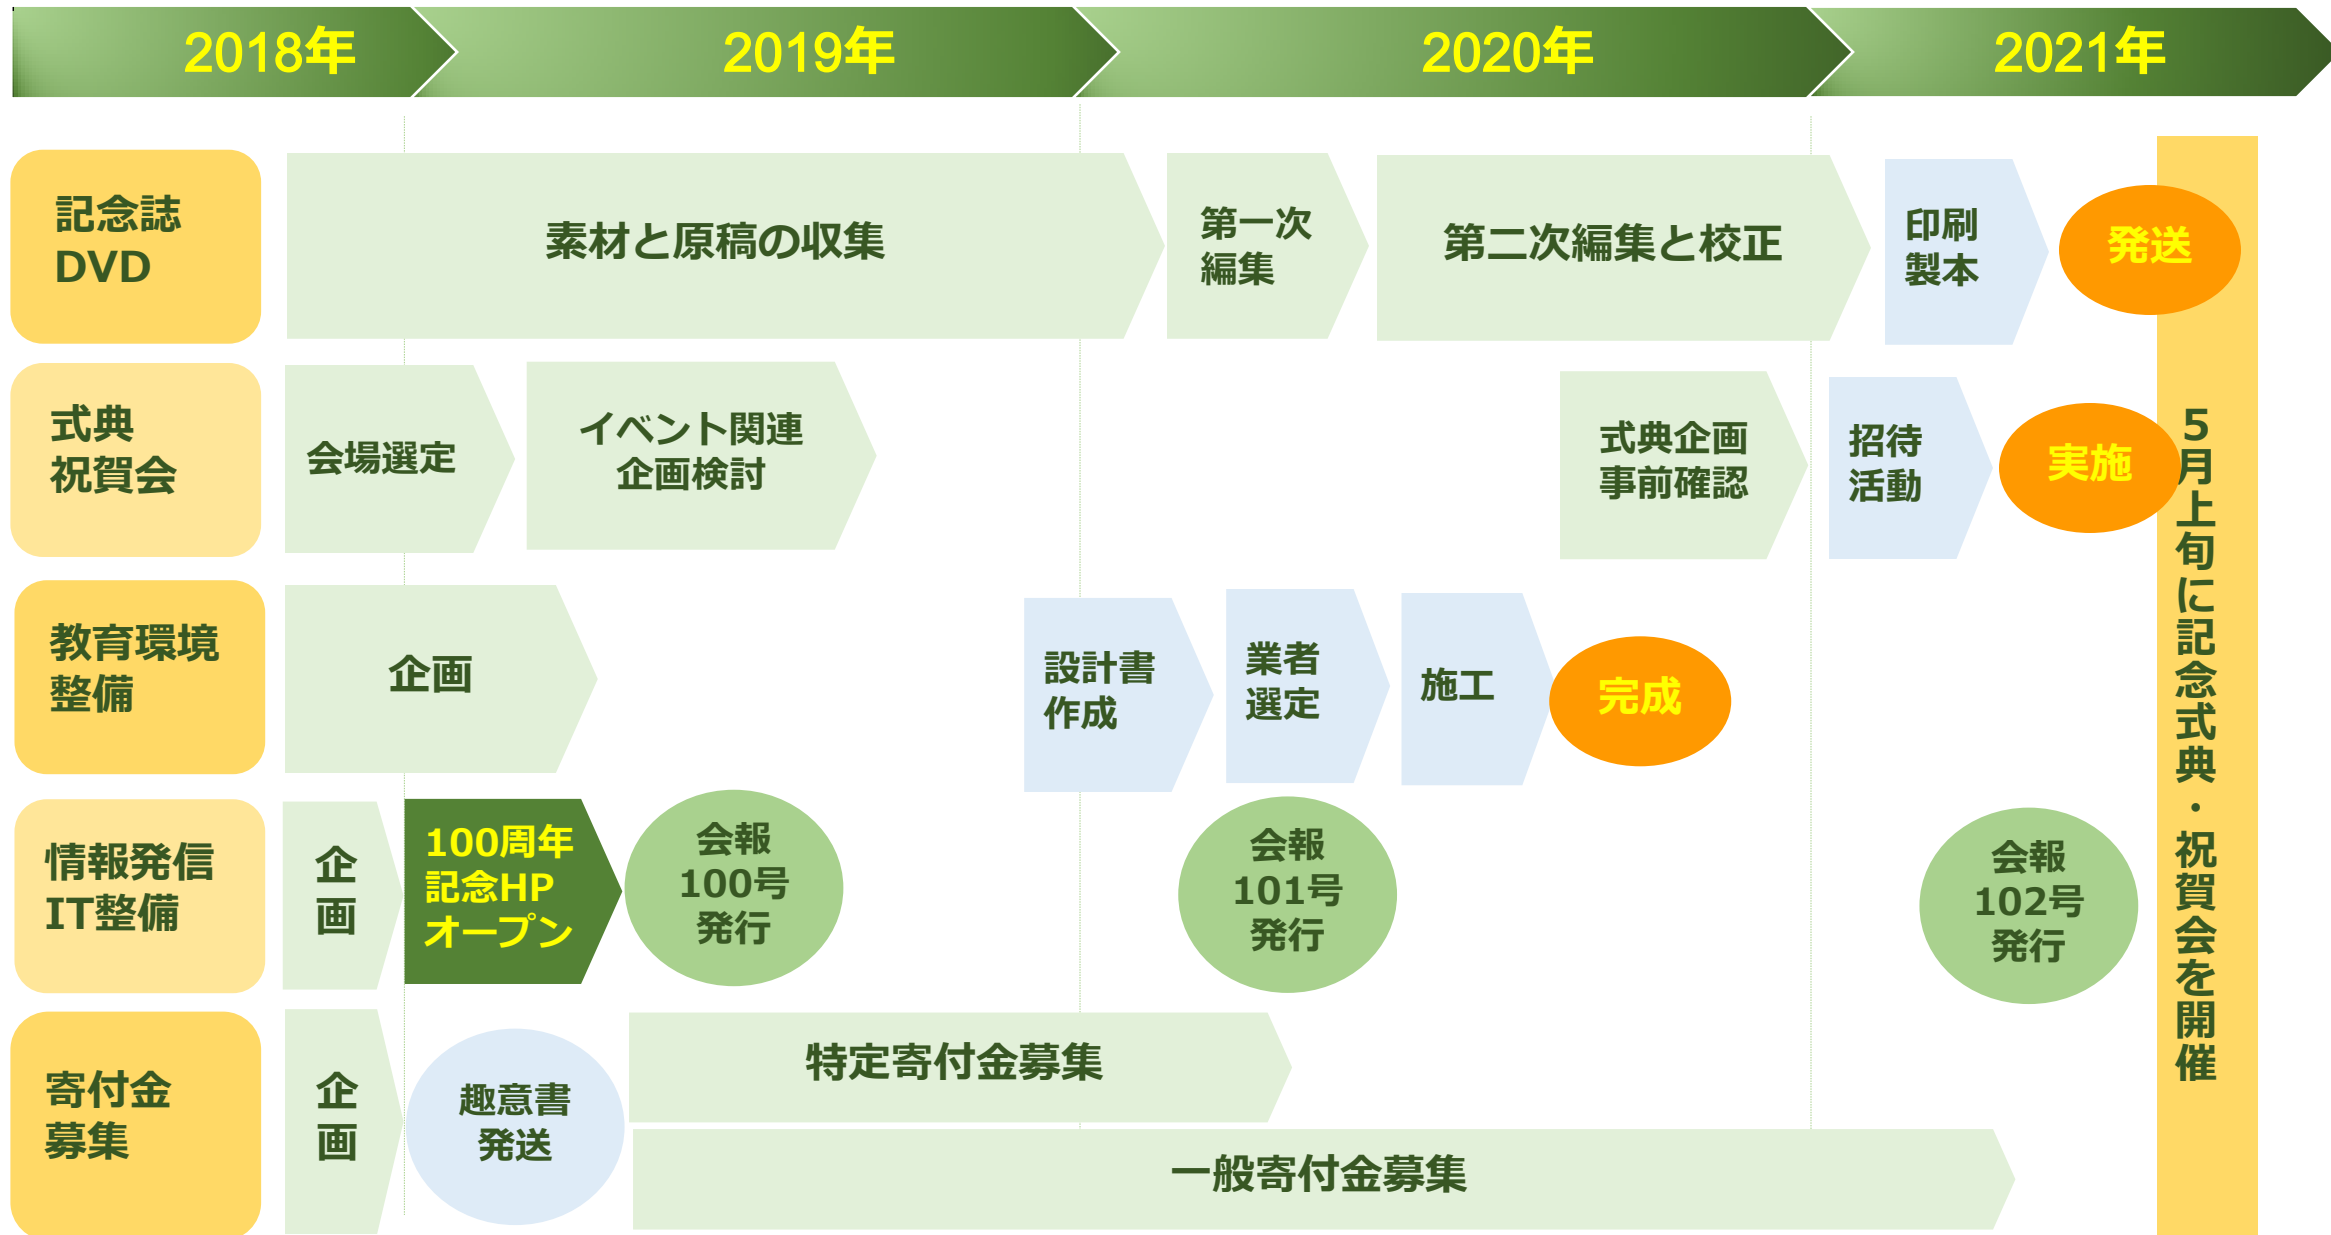 2018年
2019年
2020年
2021年
記念誌
DVD
素材と原稿の収集
第一次
編集
第二次編集と校正
印刷
製本
発送
式典
祝賀会
会場選定
イベント関連
企画検討
式典企画
事前確認
招待
活動
実施
教育環境
整備
企画
設計書
作成
業者
選定
施工
完成
情報発信
IT整備
企
画
100周年
記念HP
オープン
会報
100号
発行
会報
101号
発行
会報
102号
発行
寄付金
募集
企
画
趣意書
発送
特定寄付金募集
一般寄付金募集
5月上旬に記念式典・祝賀会を開催